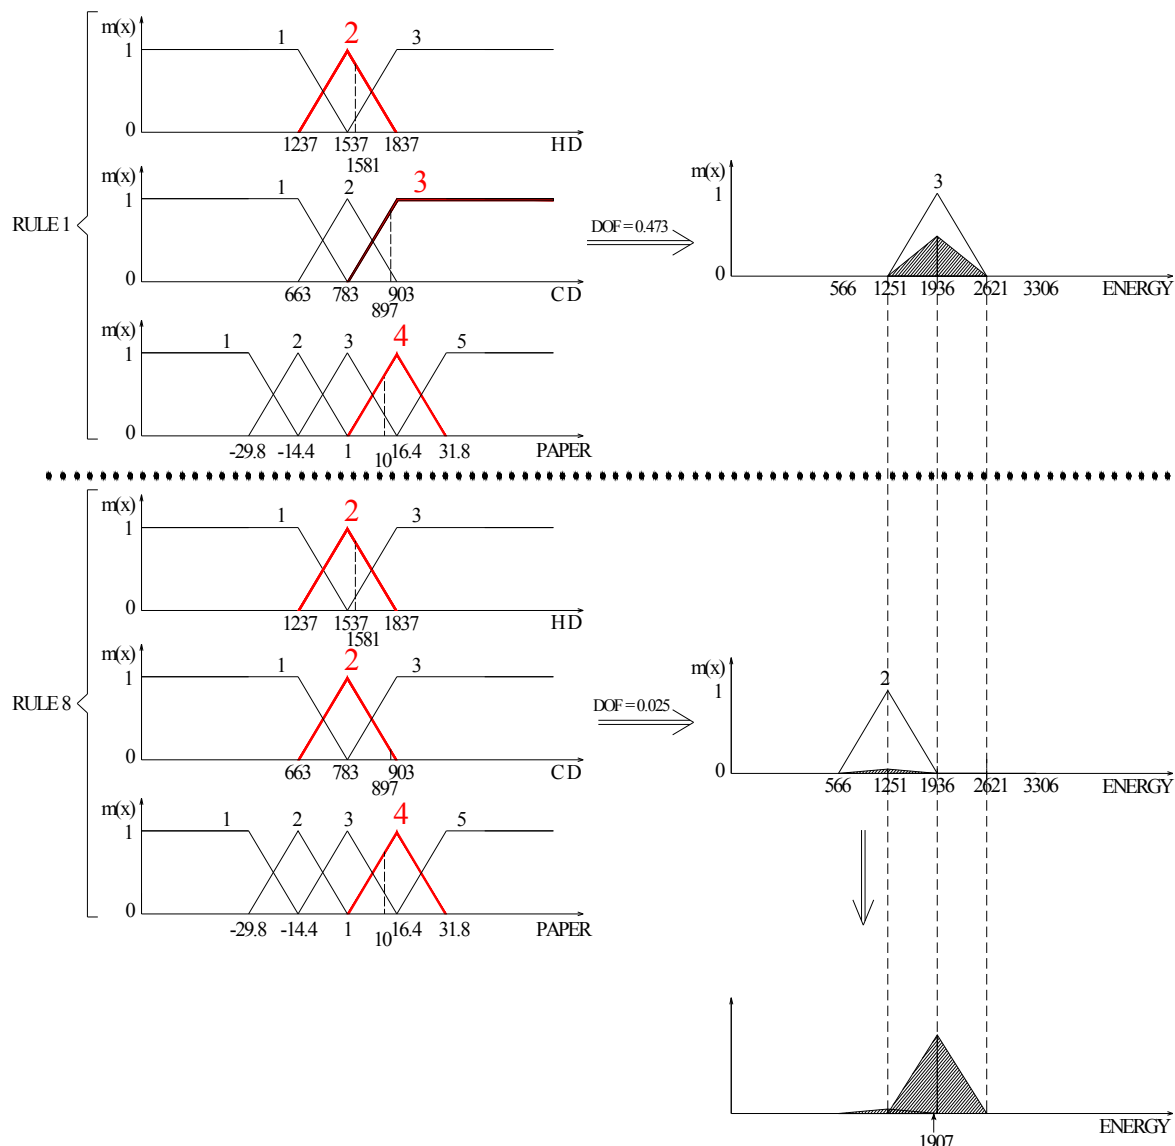 m(x)
1 2 3
1
0
1237 1537 1837 HD
1581
m(x)
1 2 3
1
0
663 783 903 CD
897
RULE 1
m(x)
1 2 3 4 5
1
0
-29.8 -14.4 1 16.4 31.8 PAPER
10
DOF = 0.473
m(x)
3
1
0
566 1251 1936 2621 3306 ENERGY
m(x)
1 2 3
1
0
1237 1537 1837 HD
1581
m(x)
1 2 3
1
0
663 783 903 CD
897
RULE 8
m(x)
1 2 3 4 5
1
0
-29.8 -14.4 1 16.4 31.8 PAPER
10
DOF = 0.025
m(x)
2
1
0
566 1251 1936 2621 3306 ENERGY
ENERGY
1907